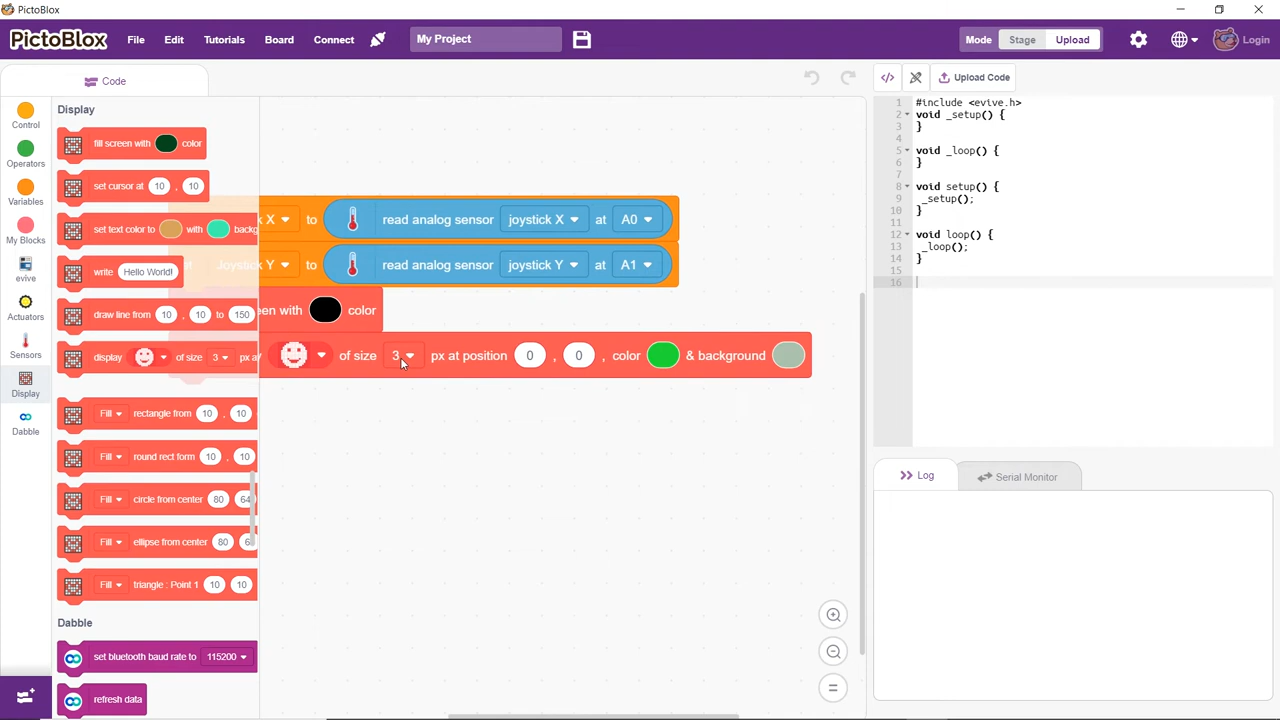 PictoBlox
PictoBlox File Edit Tutorials Board Connect My Project Mode Stage Upload Login
Code
Upload Code
Control
Operators
Variables
My Blocks
evive
Actuators
Sensors
Display
Dabble
Display
fill screen with color
set cursor at 10 , 10
set text color to with
write Hello World!
draw line from 10 , 10 to 150
display of size 3
Fill rectangle from 10 , 10
Fill round rect form 10 , 10
Fill circle from center 80
Fill ellipse from center 80
Fill triangle : Point 1 10 10
Dabble
set bluetooth baud rate to 115200
refresh data
X to read analog sensor joystick X at A0
Joystick Y to read analog sensor joystick Y at A1
with color
of size 3 px at position 0 , 0 , color & background
1 #include <evive.h>
2 void _setup() {
3 }
4
5 void _loop() {
6 }
7
8 void setup() {
9 _setup();
10 }
11
12 void loop() {
13 _loop();
14 }
15
16
Log Serial Monitor